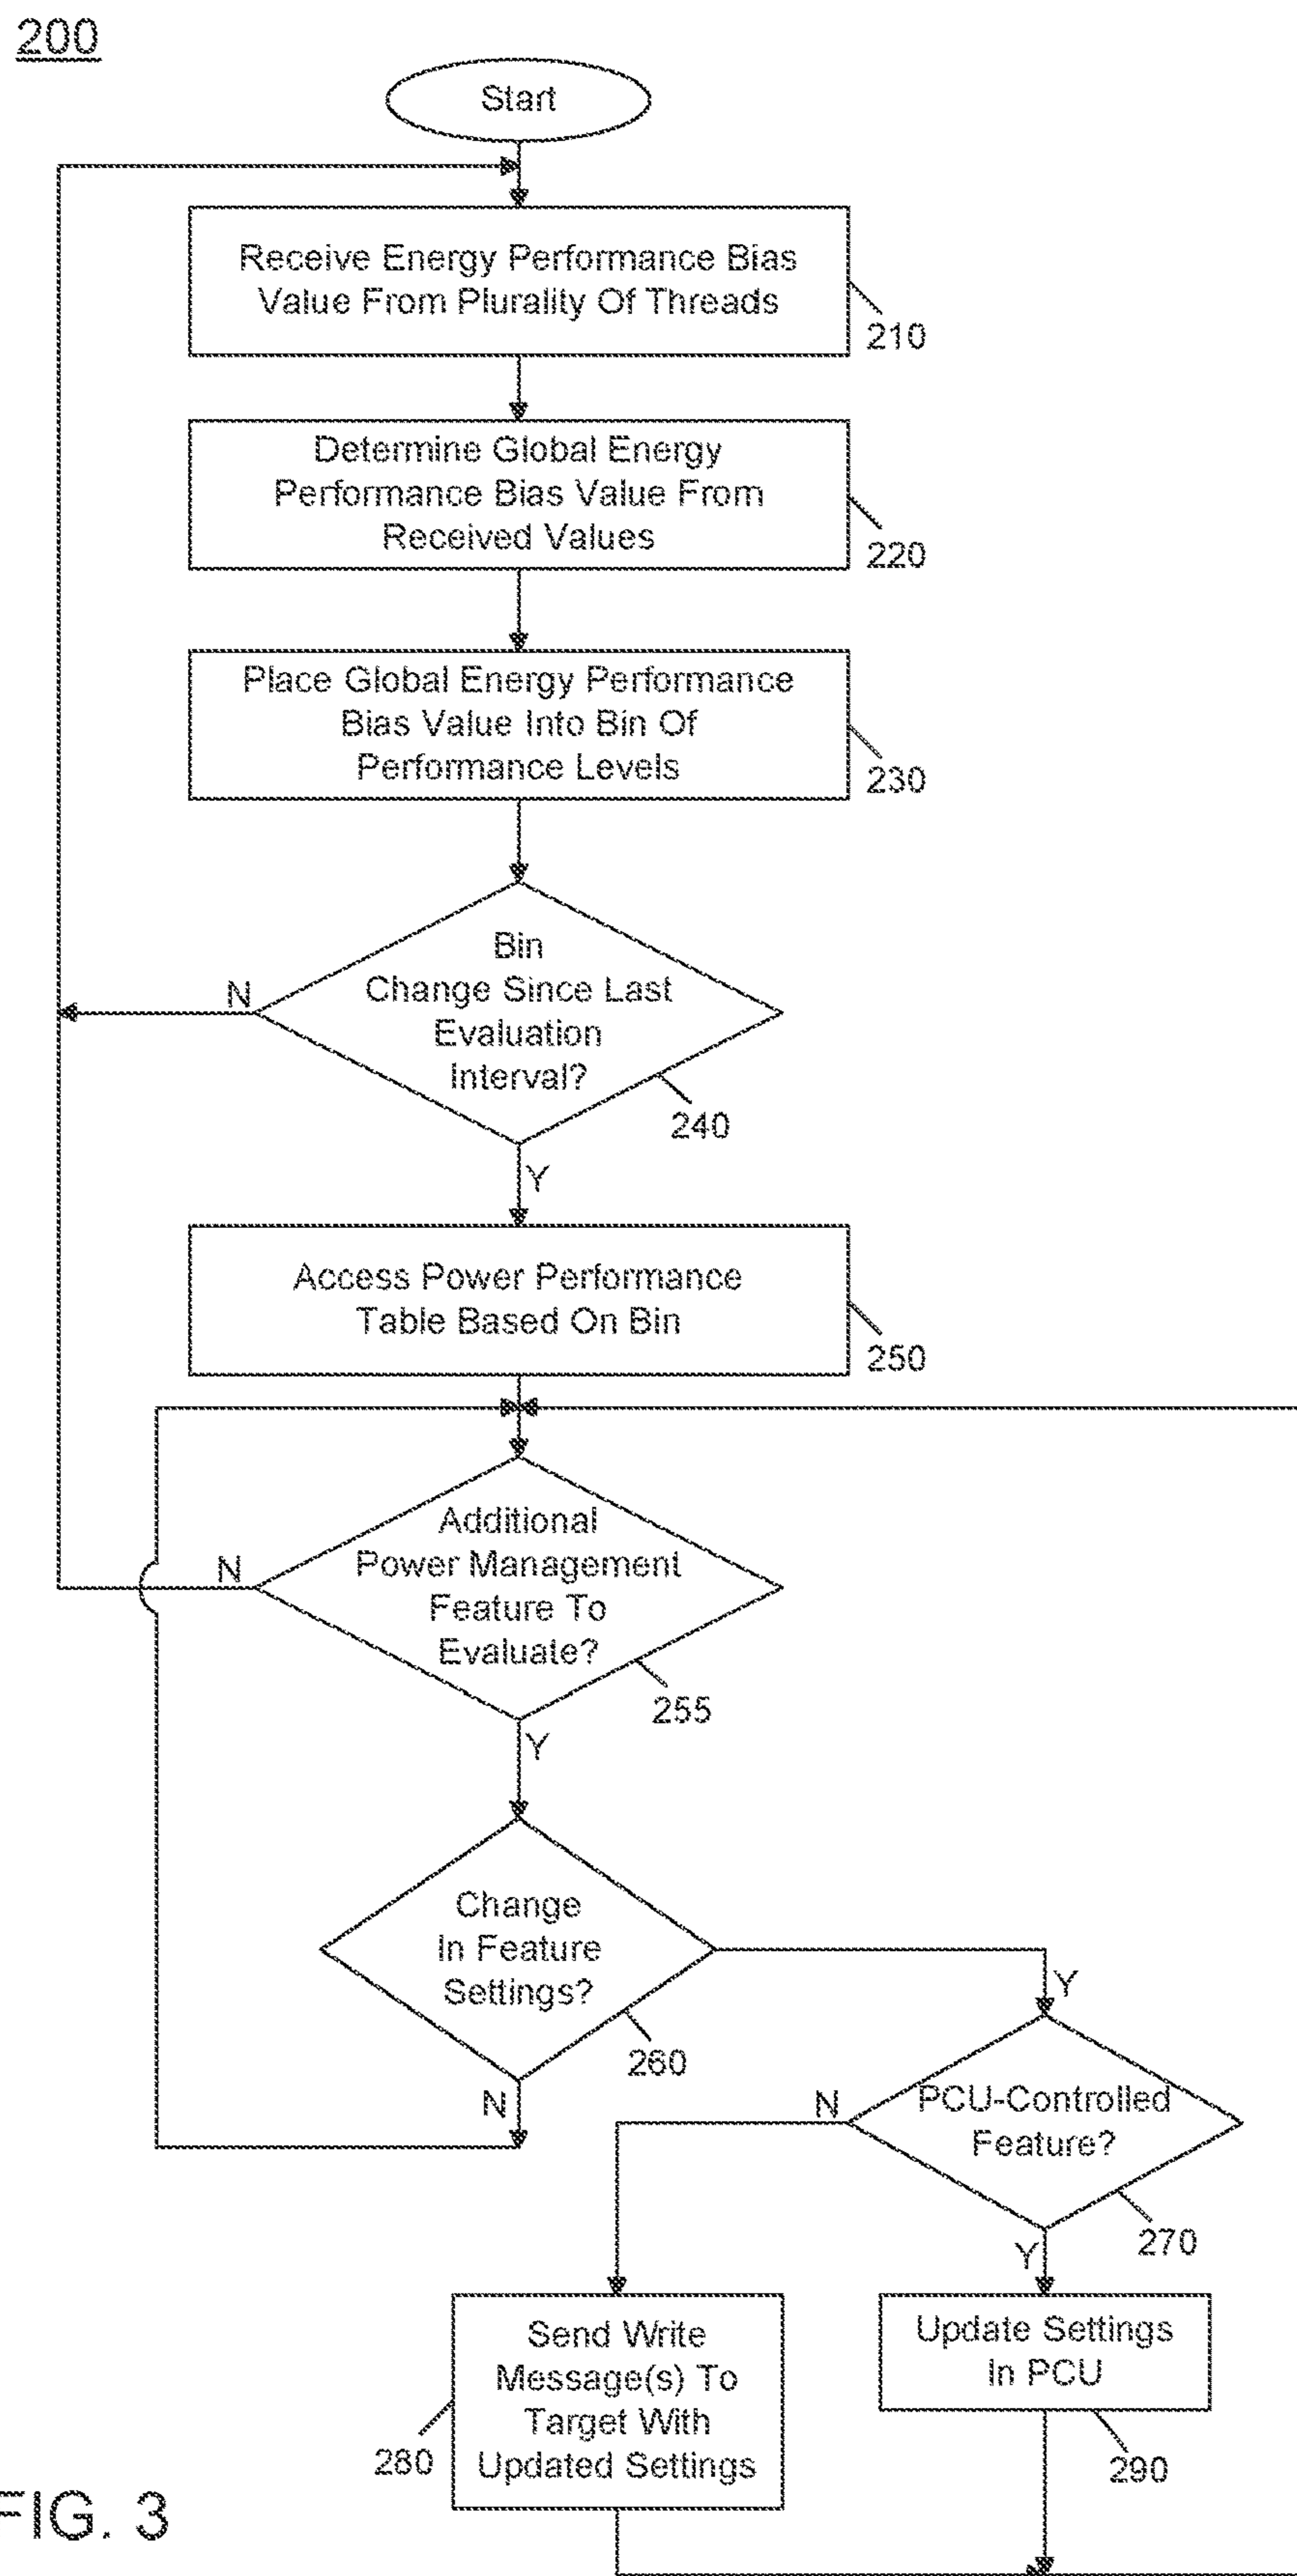 200
Start
Receive Energy Performance Bias
Value From Plurality Of Threads
210
Determine Global Energy
Performance Bias Value From
Received Values
220
Place Global Energy Performance
Bias Value Into Bin Of
Performance Levels
230
Bin
Change Since Last
Evaluation
Interval?
N
240
Y
Access Power Performance
Table Based On Bin
250
Additional
Power Management
Feature To
Evaluate?
N
255
Y
Change
In Feature
Settings?
260
Y
N
PCU-Controlled
Feature?
N
270
Y
Send Write
Message(s) To
Target With
Updated Settings
280
Update Settings
In PCU
290
FIG. 3